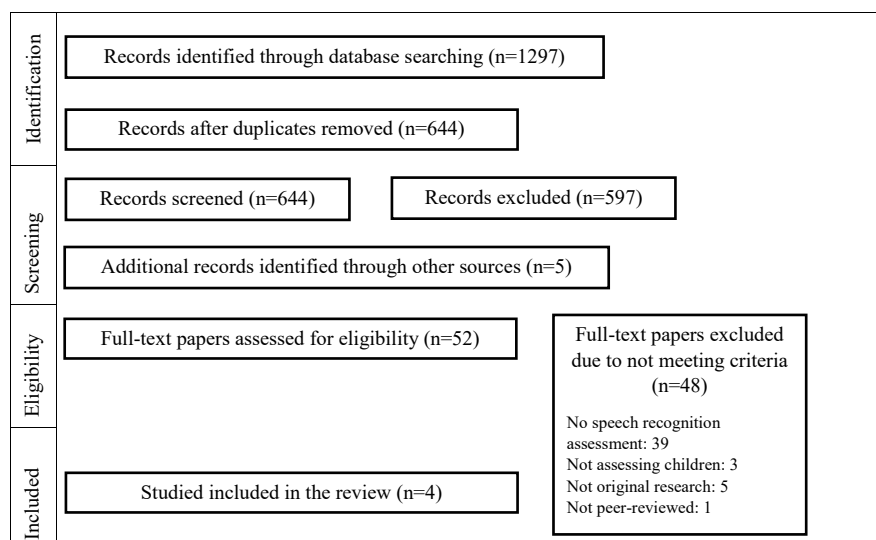 Identification
Records identified through database searching (n=1297)
Records after duplicates removed (n=644)
Screening
Records screened (n=644)
Records excluded (n=597)
Additional records identified through other sources (n=5)
Eligibility
Full-text papers assessed for eligibility (n=52)
Full-text papers excluded
due to not meeting criteria
(n=48)
No speech recognition
assessment: 39
Not assessing children: 3
Not original research: 5
Not peer-reviewed: 1
Included
Studied included in the review (n=4)